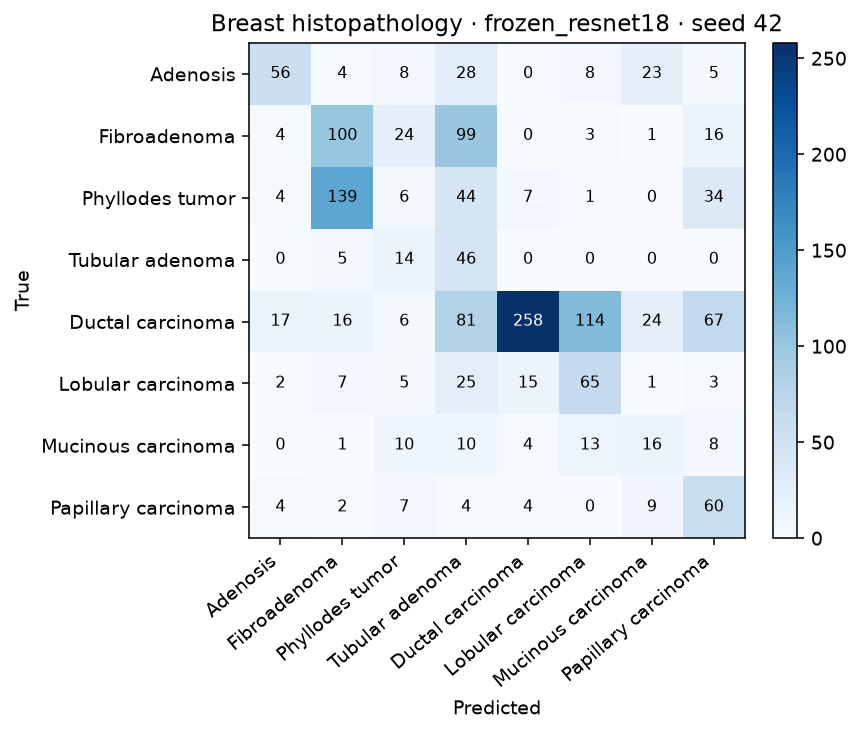 Breast histopathology · frozen_resnet18 · seed 42
True
Adenosis 56 4 8 28 0 8 23 5
Fibroadenoma 4 100 24 99 0 3 1 16
Phyllodes tumor 4 139 6 44 7 1 0 34
Tubular adenoma 0 5 14 46 0 0 0 0
Ductal carcinoma 17 16 6 81 258 114 24 67
Lobular carcinoma 2 7 5 25 15 65 1 3
Mucinous carcinoma 0 1 10 10 4 13 16 8
Papillary carcinoma 4 2 7 4 4 0 9 60
Adenosis
Fibroadenoma
Phyllodes tumor
Tubular adenoma
Ductal carcinoma
Lobular carcinoma
Mucinous carcinoma
Papillary carcinoma
Predicted
250
200
150
100
50
0